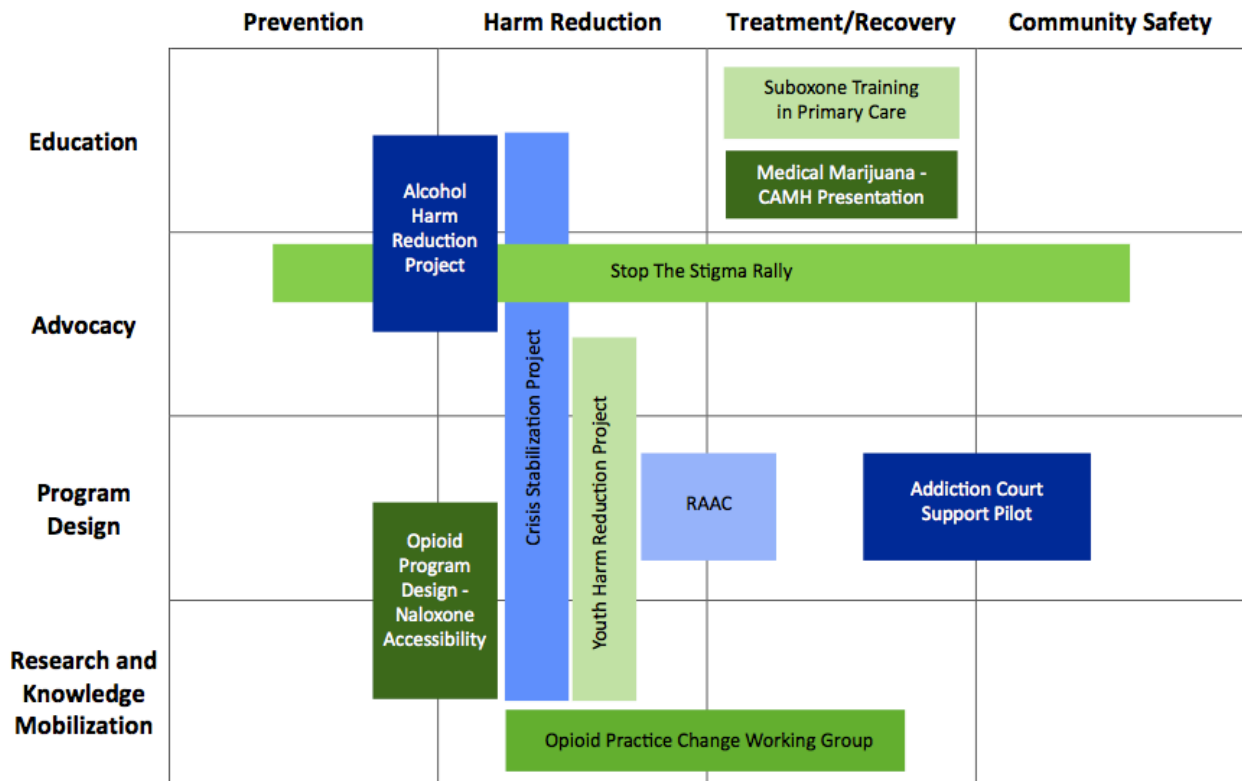 Prevention
Harm Reduction
Treatment/Recovery
Community Safety
Education
Suboxone Training
in Primary Care
Medical Marijuana -
CAMH Presentation
Alcohol
Harm
Reduction
Project
Stop The Stigma Rally
Advocacy
Crisis Stabilization Project
Youth Harm Reduction Project
Program
Design
RAAC
Addiction Court
Support Pilot
Opioid
Program
Design -
Naloxone
Accessibility
Research and
Knowledge
Mobilization
Opioid Practice Change Working Group